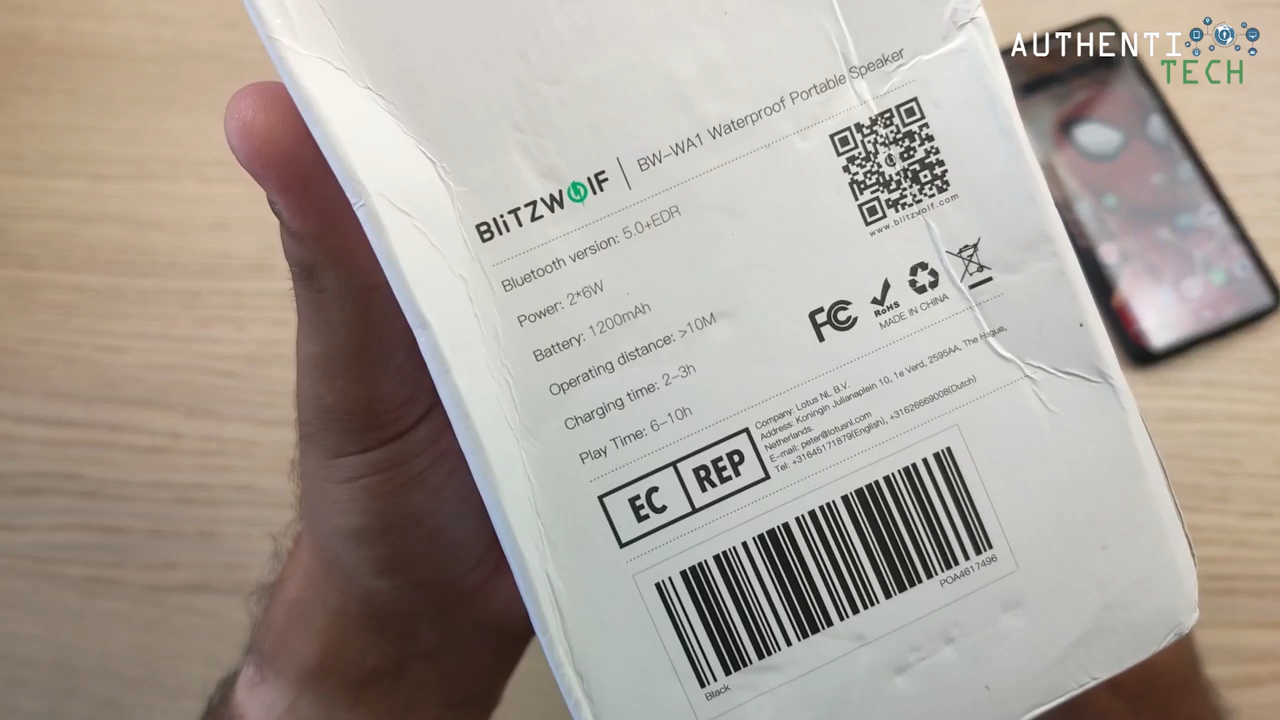 AUTHENTI
TECH
BliTZWOlF | BW-WA1 Waterproof Portable Speaker
Bluetooth version: 5.0+EDR
Power: 2*6W
Battery: 1200mAh
Operating distance: >10M
Charging time: 2-3h
Play Time: 6-10h
www.blitzwolf.com
FC
RoHS
MADE IN CHINA
EC REP
Company: Lotus NL B.V.
Address: Koningin Julianaplein 10, 1e Verd, 2595AA, The Hague,
Netherlands.
E-mail: peter@lotusnl.com
Tel: +31645171879(English), +31626669008(Dutch)
POA4617496
Black